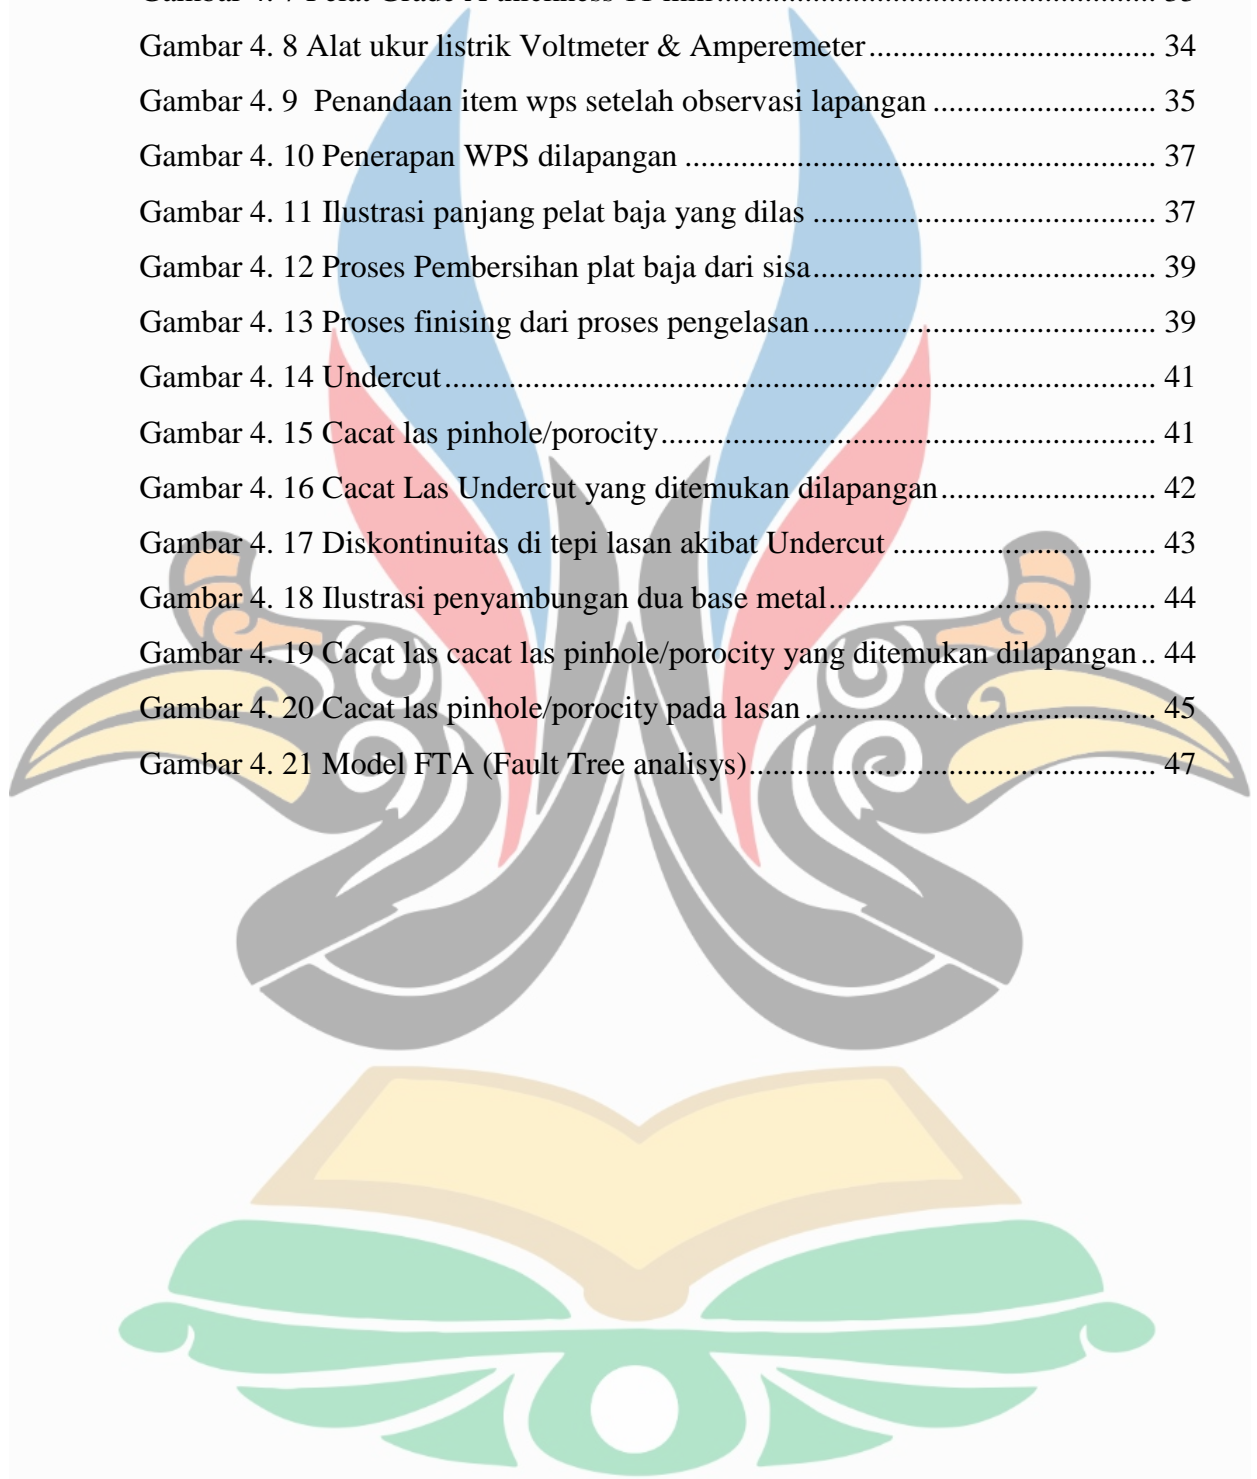 Gambar 4. 8 Alat ukur listrik Voltmeter & Amperemeter................................... 34
Gambar 4. 9  Penandaan item wps setelah observasi lapangan ........................... 35
Gambar 4. 10 Penerapan WPS dilapangan ......................................................... 37
Gambar 4. 11 Ilustrasi panjang pelat baja yang dilas .......................................... 37
Gambar 4. 12 Proses Pembersihan plat baja dari sisa.......................................... 39
Gambar 4. 13 Proses finising dari proses pengelasan.......................................... 39
Gambar 4. 14 Undercut....................................................................................... 41
Gambar 4. 15 Cacat las pinhole/porocity............................................................ 41
Gambar 4. 16 Cacat Las Undercut yang ditemukan dilapangan.......................... 42
Gambar 4. 17 Diskontinuitas di tepi lasan akibat Undercut ................................ 43
Gambar 4. 18 Ilustrasi penyambungan dua base metal........................................ 44
Gambar 4. 19 Cacat las cacat las pinhole/porocity yang ditemukan dilapangan.. 44
Gambar 4. 20 Cacat las pinhole/porocity pada lasan ........................................... 45
Gambar 4. 21 Model FTA (Fault Tree analisys).................................................. 47